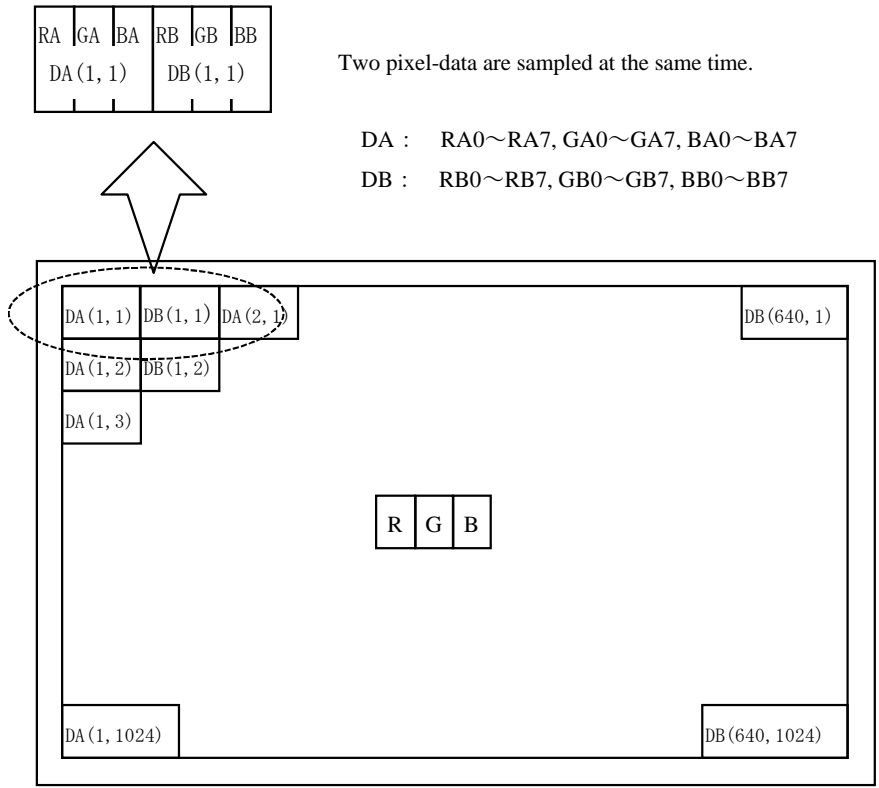 RA GA BA RB GB BB
DA(1,1) DB(1,1)
Two pixel-data are sampled at the same time.
DA : RA0～RA7, GA0～GA7, BA0～BA7
DB : RB0～RB7, GB0～GB7, BB0～BB7
DA(1,1) DB(1,1) DA(2,1) DB(640,1)
DA(1,2) DB(1,2)
DA(1,3)
R G B
DA(1,1024) DB(640,1024)